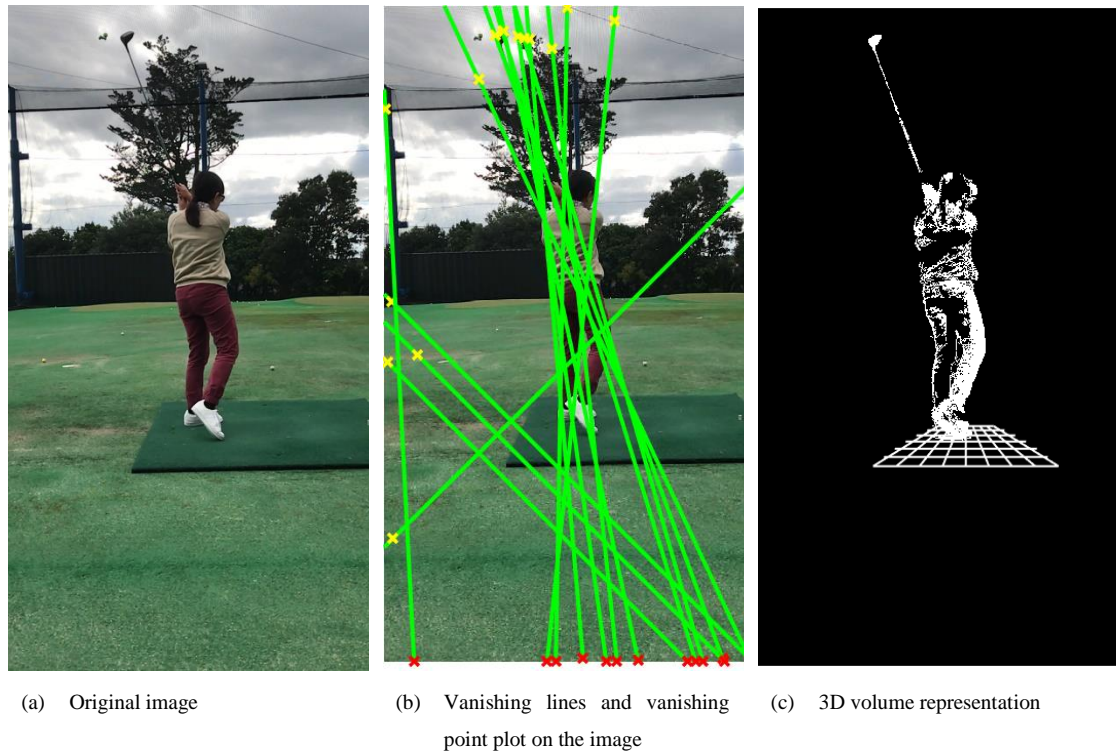 (a) Original image
(b) Vanishing lines and vanishing
point plot on the image
(c) 3D volume representation